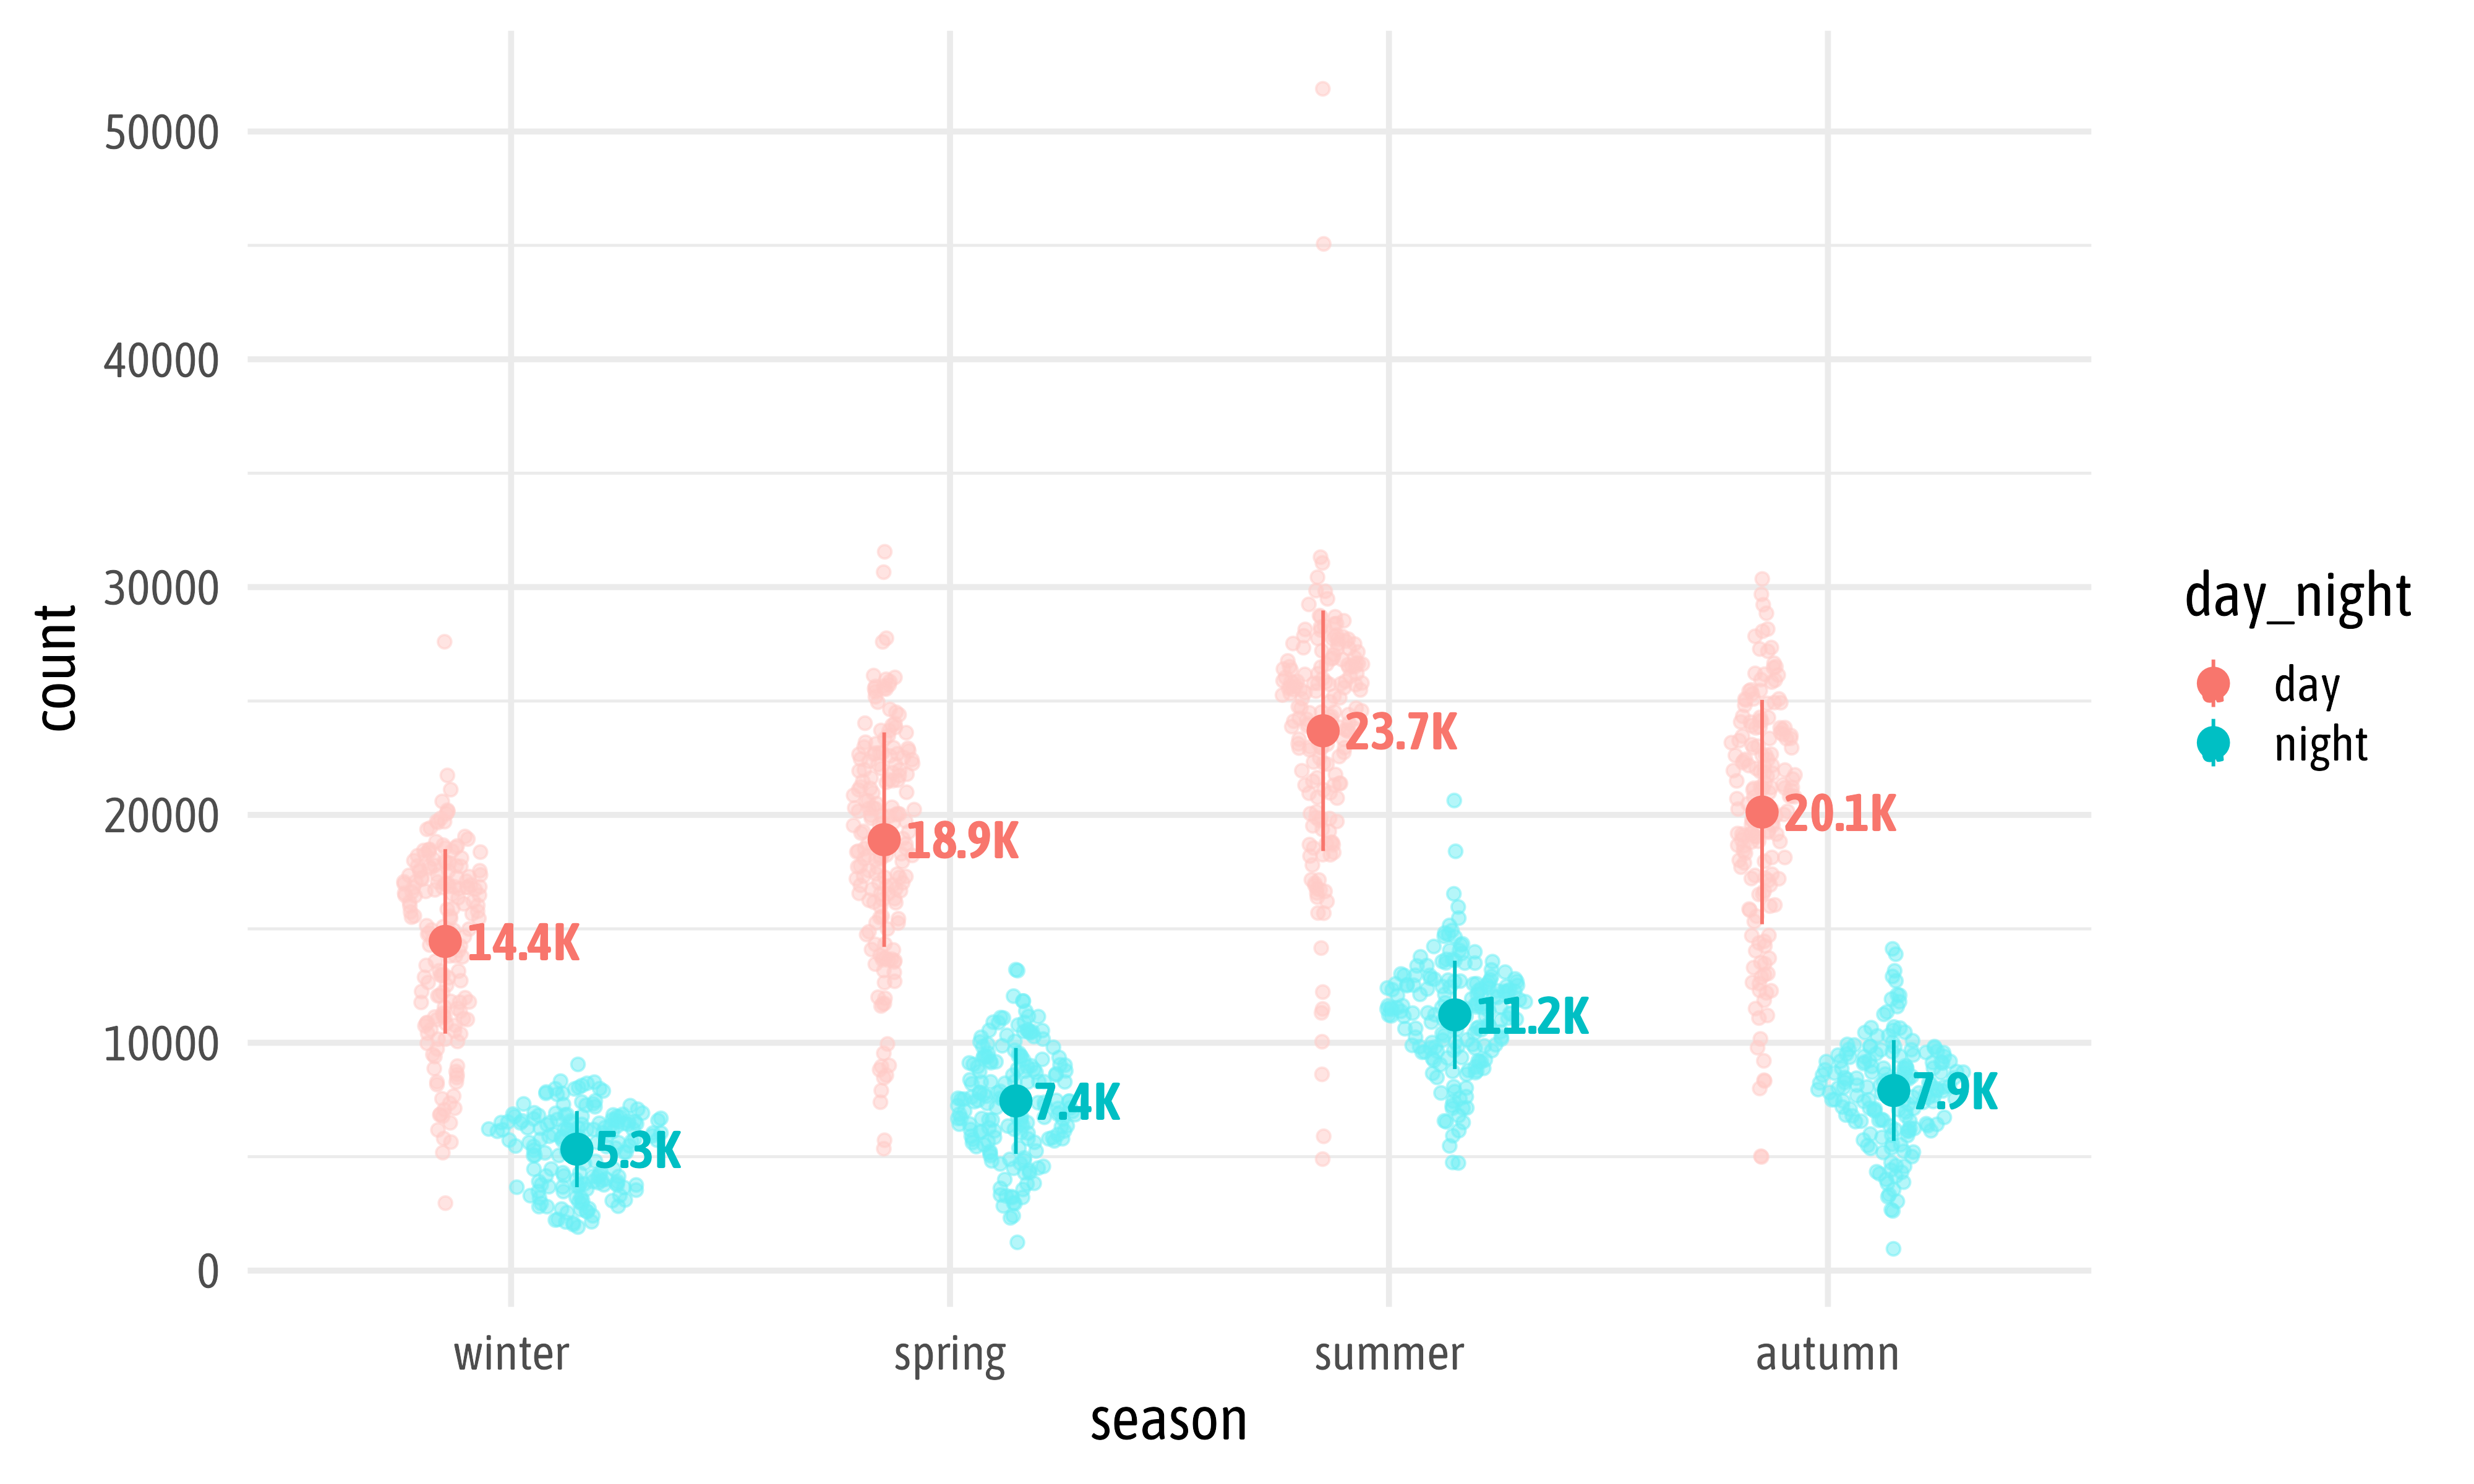 count
50000
40000
30000
20000
10000
0
14.4K
5.3K
18.9K
7.4K
23.7K
11.2K
20.1K
7.9K
winter
spring
summer
autumn
season
day_night
day
night